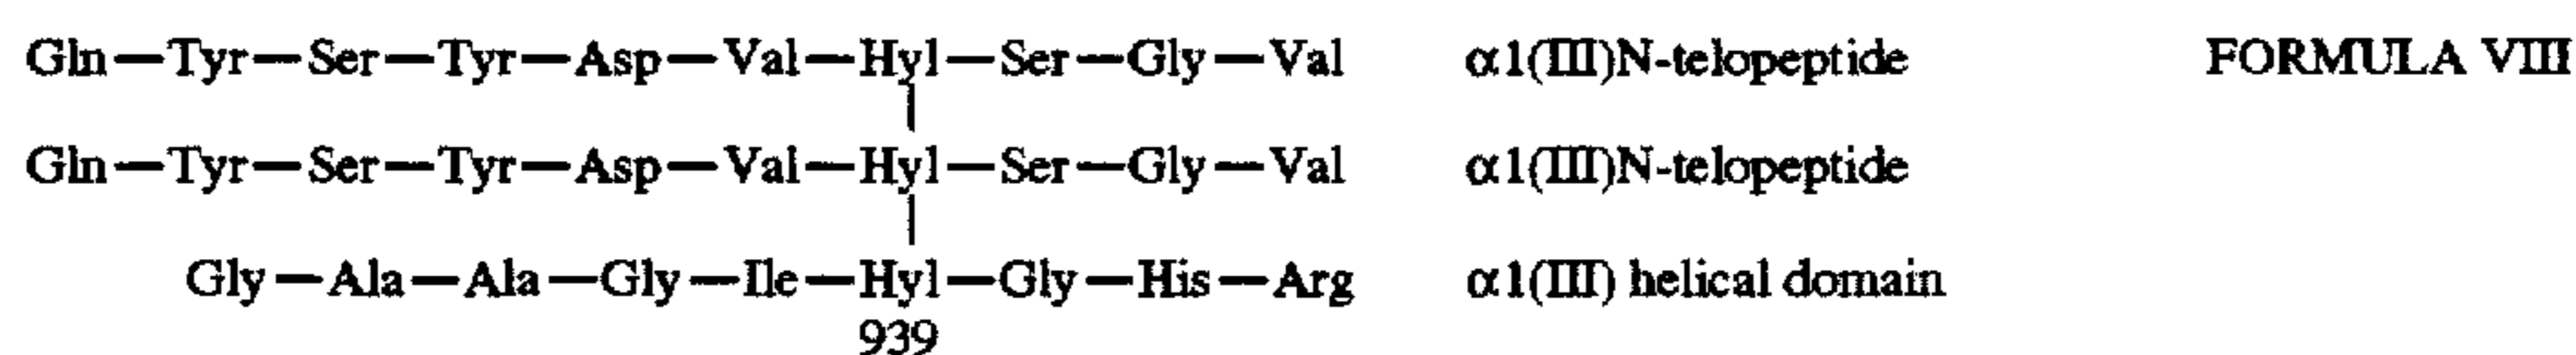 Gln—Tyr—Ser—Tyr—Asp—Val—Hyl—Ser—Gly—Val α1(III)N-telopeptide FORMULA VIII
Gln—Tyr—Ser—Tyr—Asp—Val—Hyl—Ser—Gly—Val α1(III)N-telopeptide
Gly—Ala—Ala—Gly—Ile—Hyl—Gly—His—Arg α1(III) helical domain
939